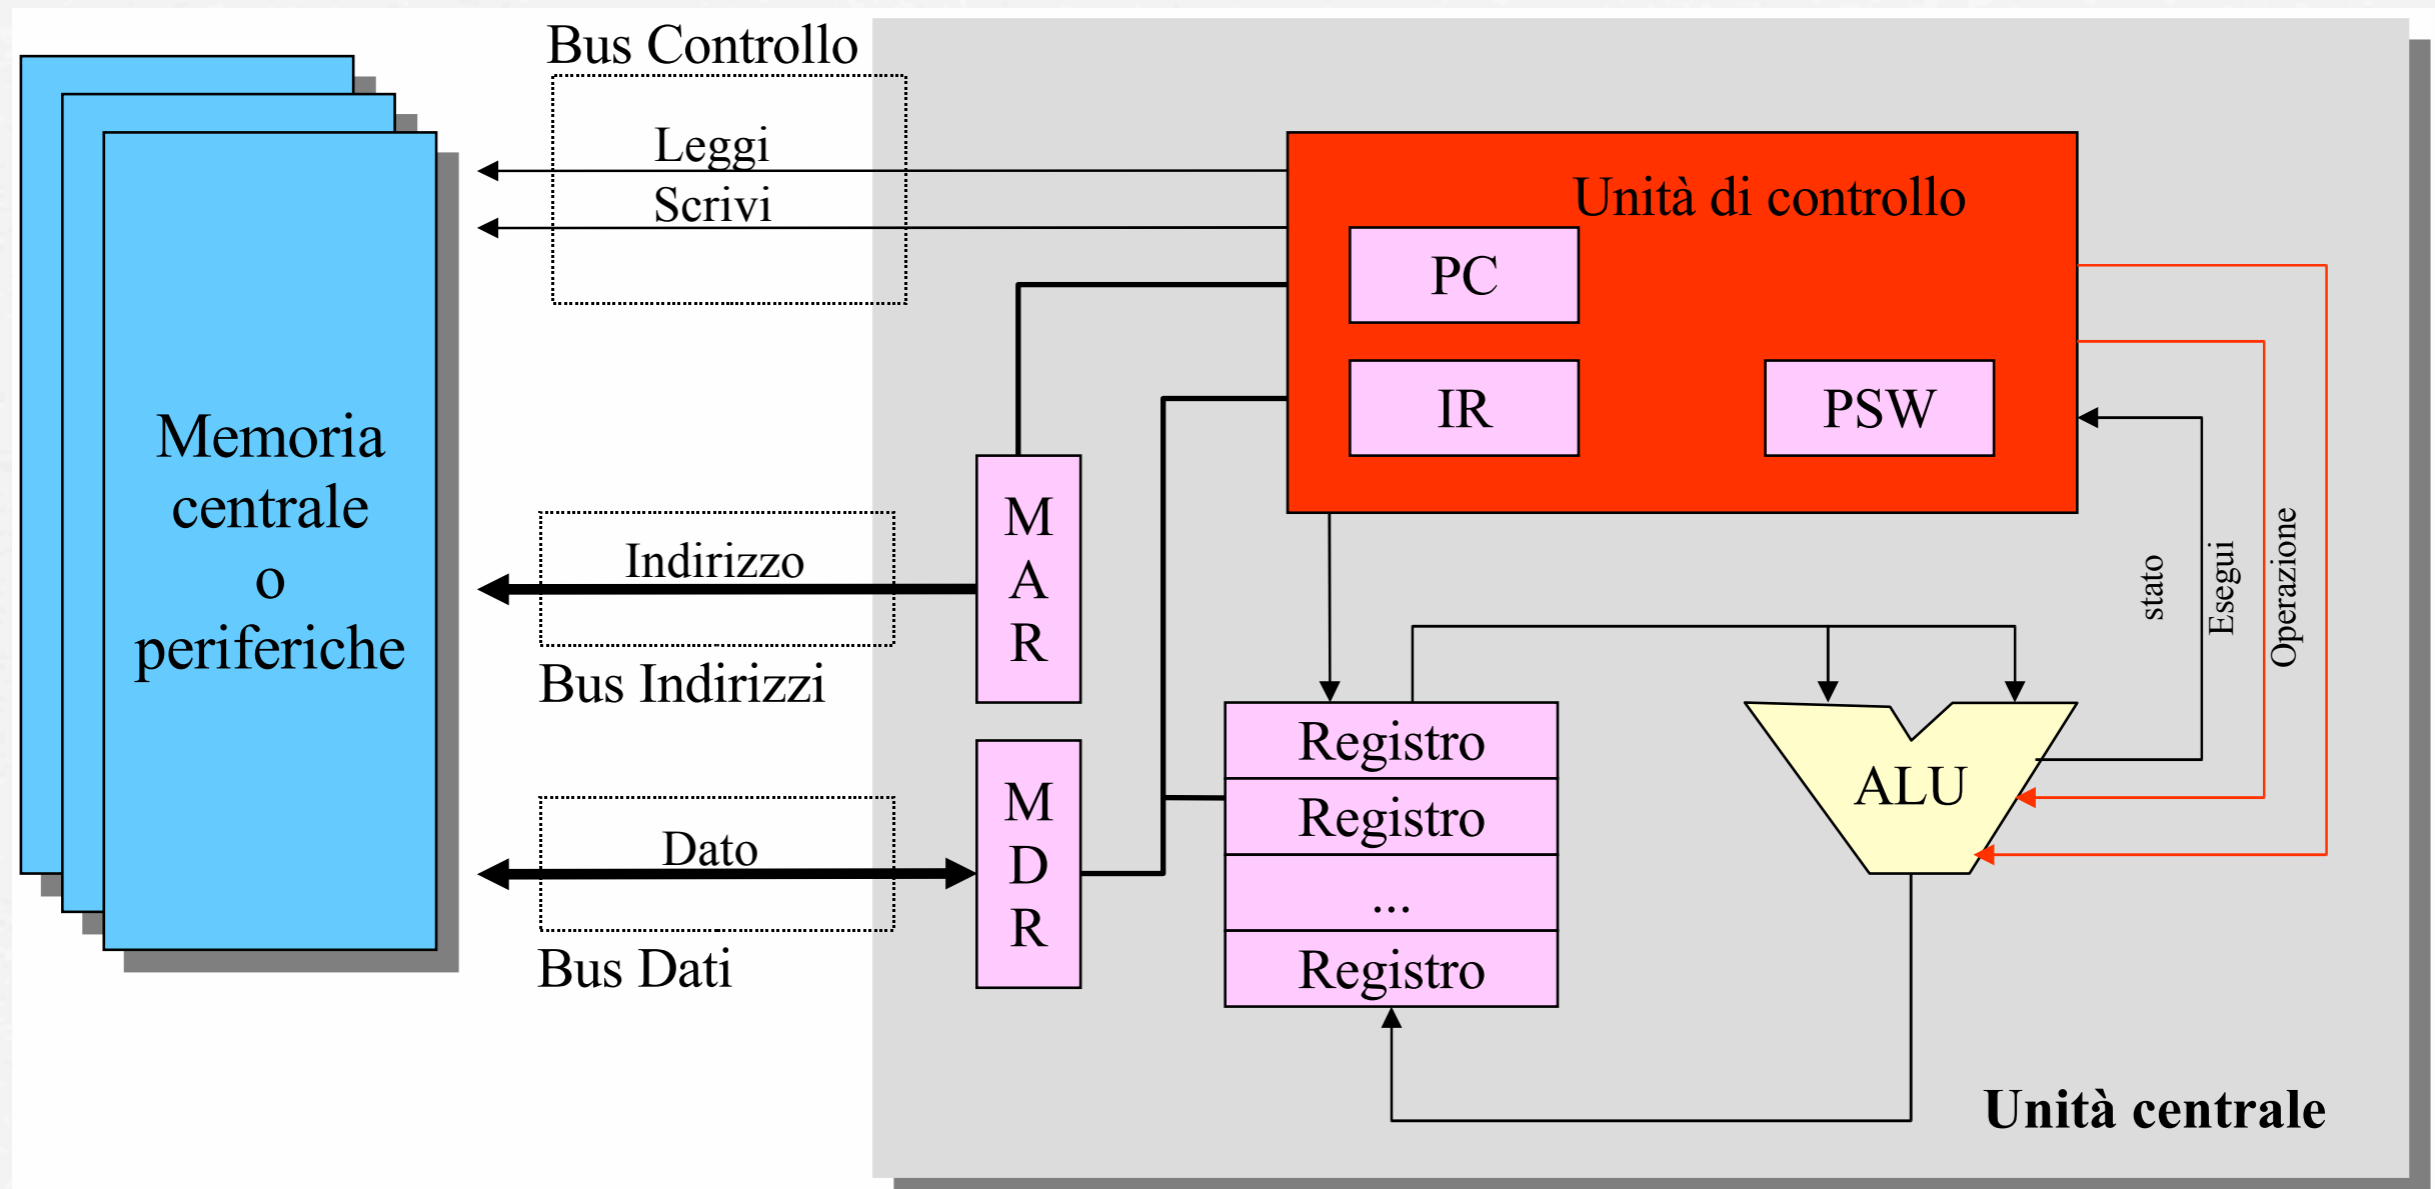 Bus Controllo
Leggi
Scrivi
Unità di controllo
PC
IR
PSW
Memoria
centrale
o
periferiche
Indirizzo
Bus Indirizzi
M
A
R
stato
Esegui
Operazione
Registro
Registro
...
Registro
ALU
Dato
Bus Dati
M
D
R
Unità centrale